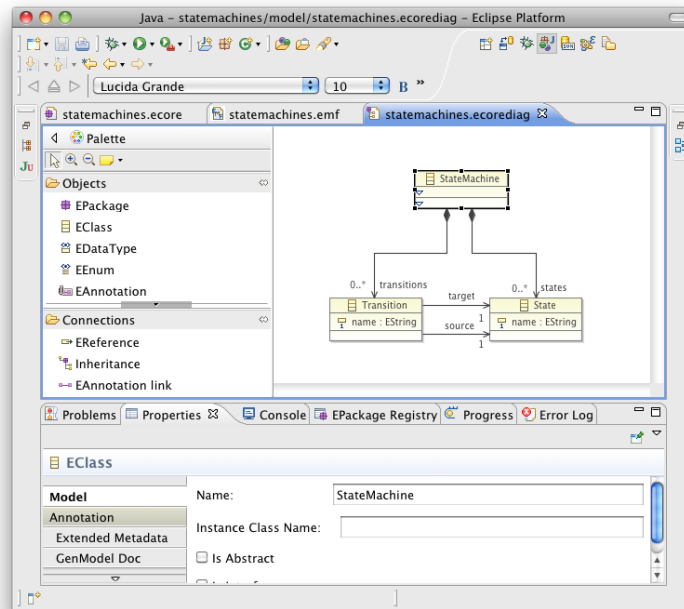 Java – statemachines/model/statemachines.ecorediag – Eclipse Platform
Lucida Grande 10 B »
statemachines.ecore statemachines.emf statemachines.ecorediag
Palette
Objects
EPackage
EClass
EDataType
EEnum
EAnnotation
Connections
EReference
Inheritance
EAnnotation link
StateMachine
0..* transitions
0..* states
Transition
name : EString
target
1
source
1
State
name : EString
Ju
Problems Properties Console EPackage Registry Progress Error Log
EClass
Model
Annotation
Extended Metadata
GenModel Doc
Name: StateMachine
Instance Class Name:
Is Abstract